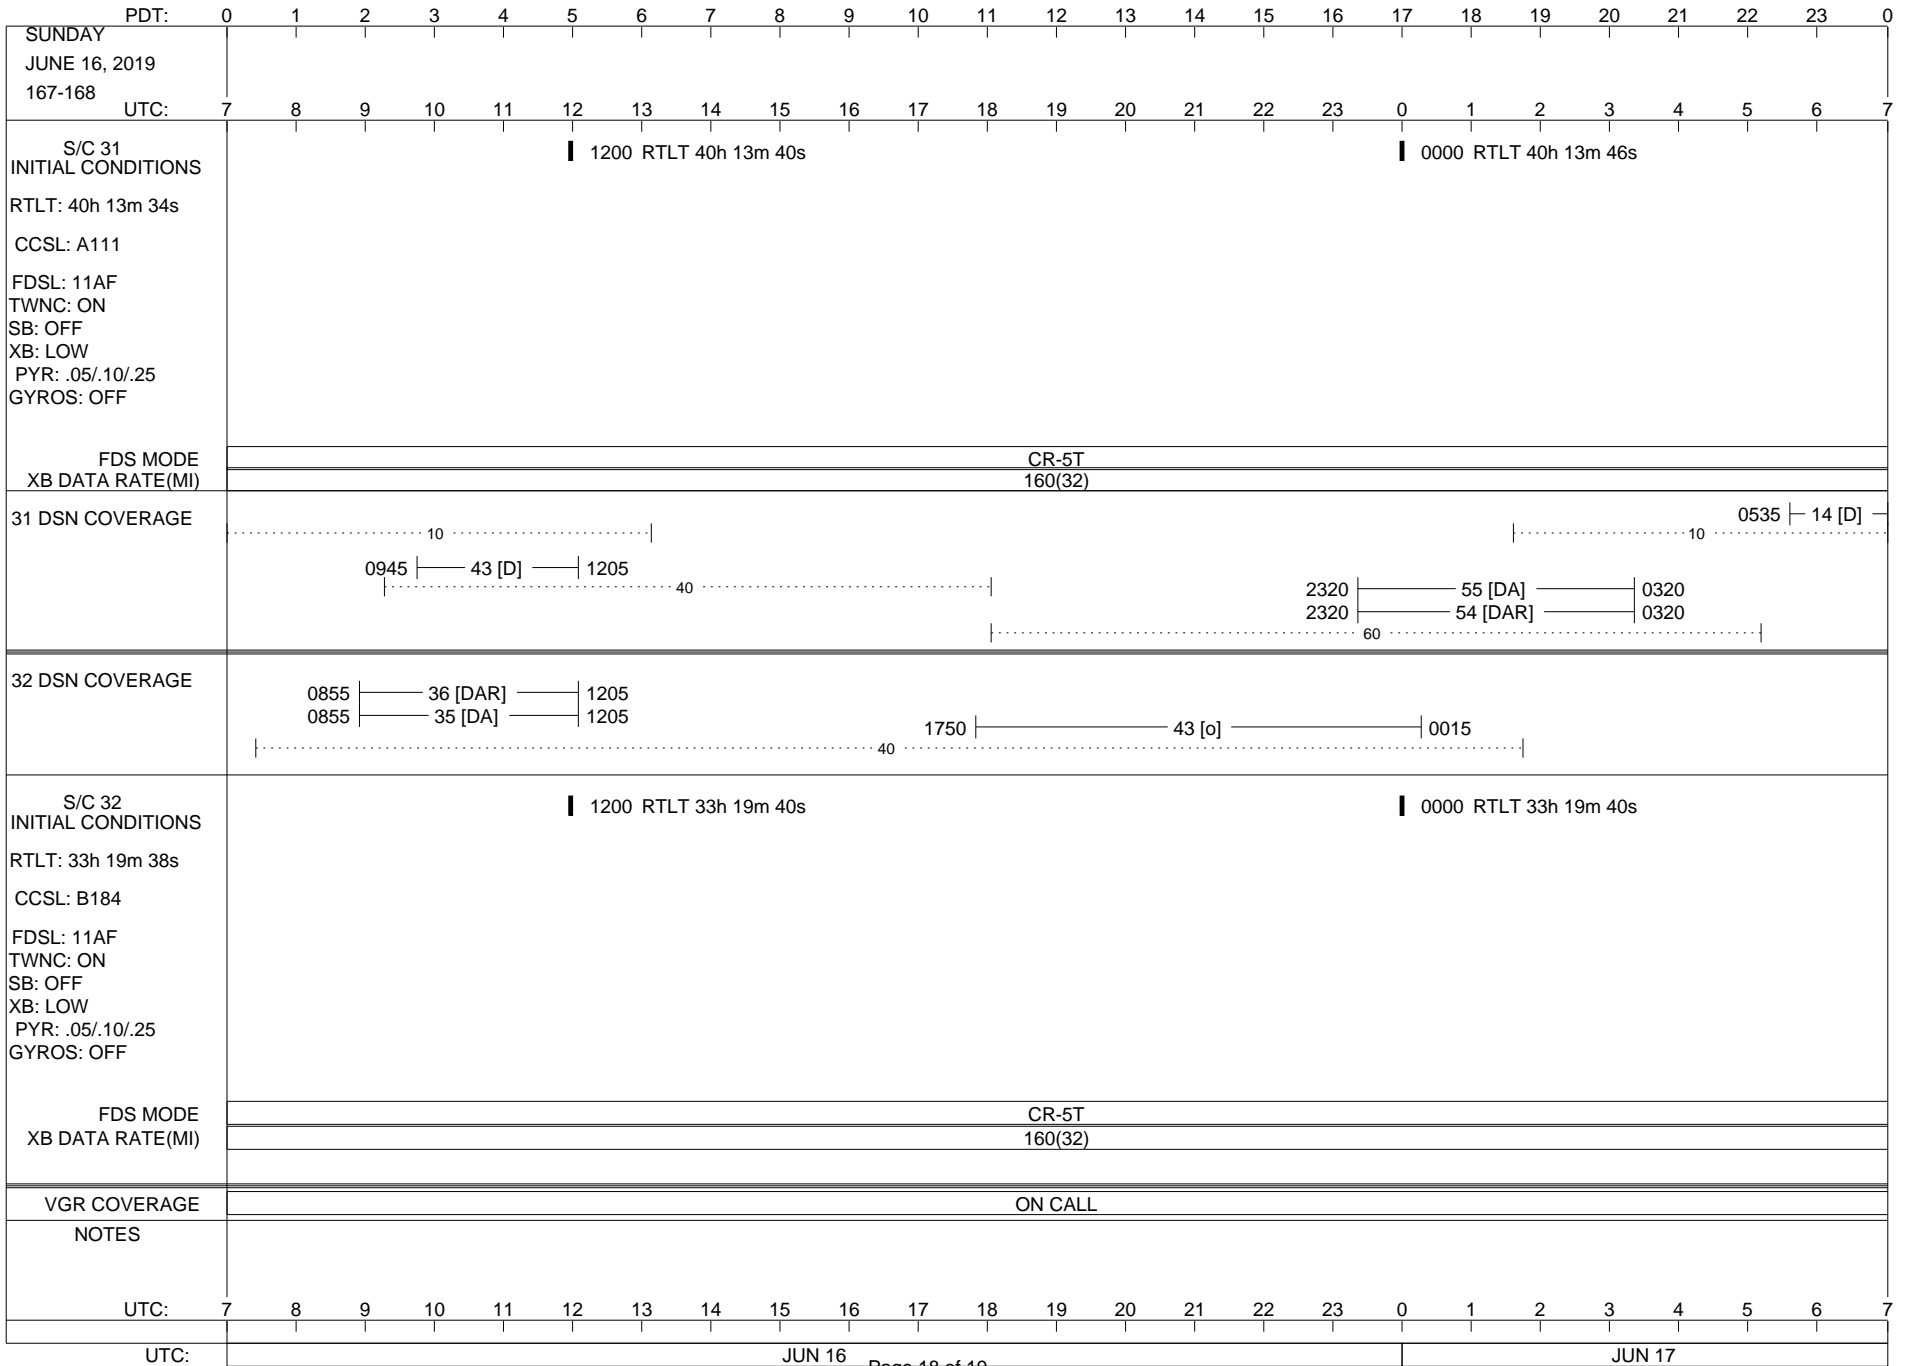 PDT: 0 1 2 3 4 5 6 7 8 9 10 11 12 13 14 15 16 17 18 19 20 21 22 23 0
SUNDAY
JUNE 16, 2019
167-168
UTC: 7 8 9 10 11 12 13 14 15 16 17 18 19 20 21 22 23 0 1 2 3 4 5 6 7
S/C 31
INITIAL CONDITIONS
1200 RTLT 40h 13m 40s
0000 RTLT 40h 13m 46s
RTLT: 40h 13m 34s
CCSL: A111
FDSL: 11AF
TWNC: ON
SB: OFF
XB: LOW
PYR: .05/.10/.25
GYROS: OFF
FDS MODE CR-5T
XB DATA RATE(MI) 160(32)
31 DSN COVERAGE
0535 14 [D]
10 10
0945 43 [D] 1205
40
2320 55 [DA] 0320
2320 54 [DAR] 0320
60
32 DSN COVERAGE
0855 36 [DAR] 1205
0855 35 [DA] 1205
1750 43 [o] 0015
40
S/C 32
INITIAL CONDITIONS
1200 RTLT 33h 19m 40s
0000 RTLT 33h 19m 40s
RTLT: 33h 19m 38s
CCSL: B184
FDSL: 11AF
TWNC: ON
SB: OFF
XB: LOW
PYR: .05/.10/.25
GYROS: OFF
FDS MODE CR-5T
XB DATA RATE(MI) 160(32)
VGR COVERAGE ON CALL
NOTES
UTC: 7 8 9 10 11 12 13 14 15 16 17 18 19 20 21 22 23 0 1 2 3 4 5 6 7
UTC: JUN 16 JUN 17
Page 18 of 19